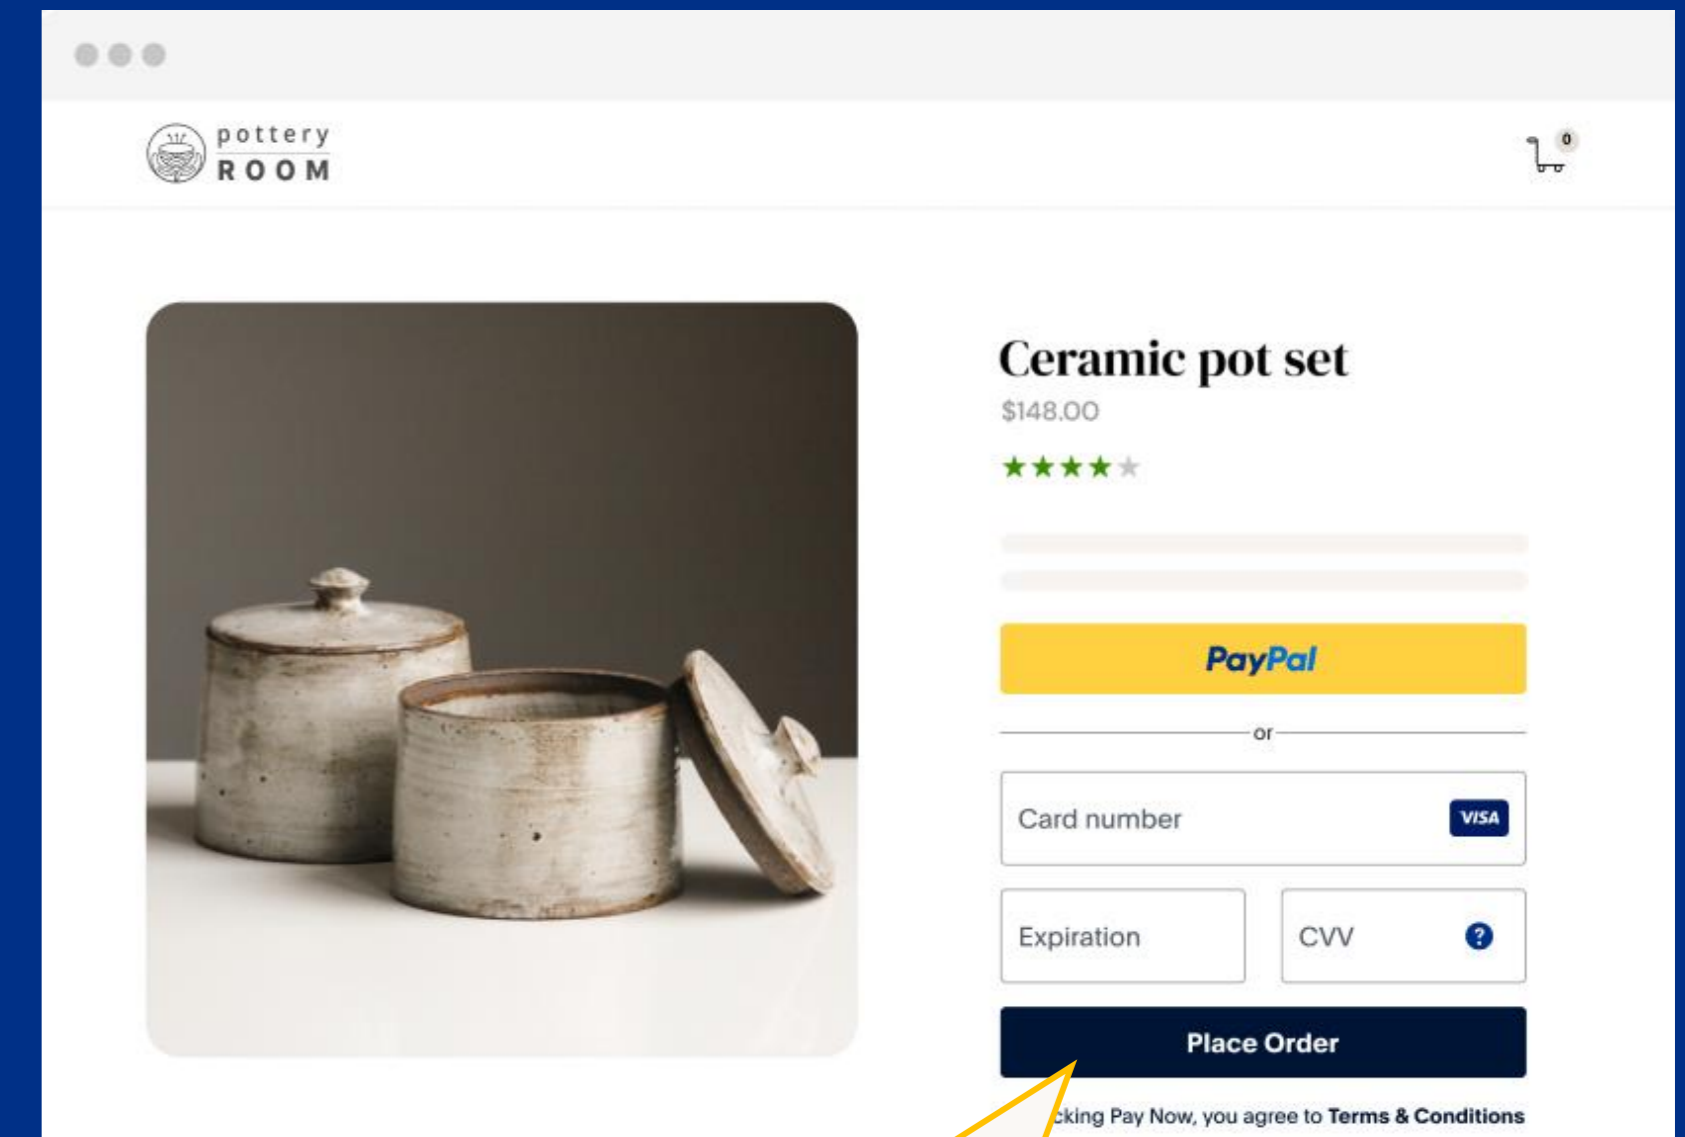 pottery
ROOM
0
Ceramic pot set
$148.00
PayPal
or
Card number
VISA
Expiration
CVV
?
Place Order
cking Pay Now, you agree to Terms & Conditions